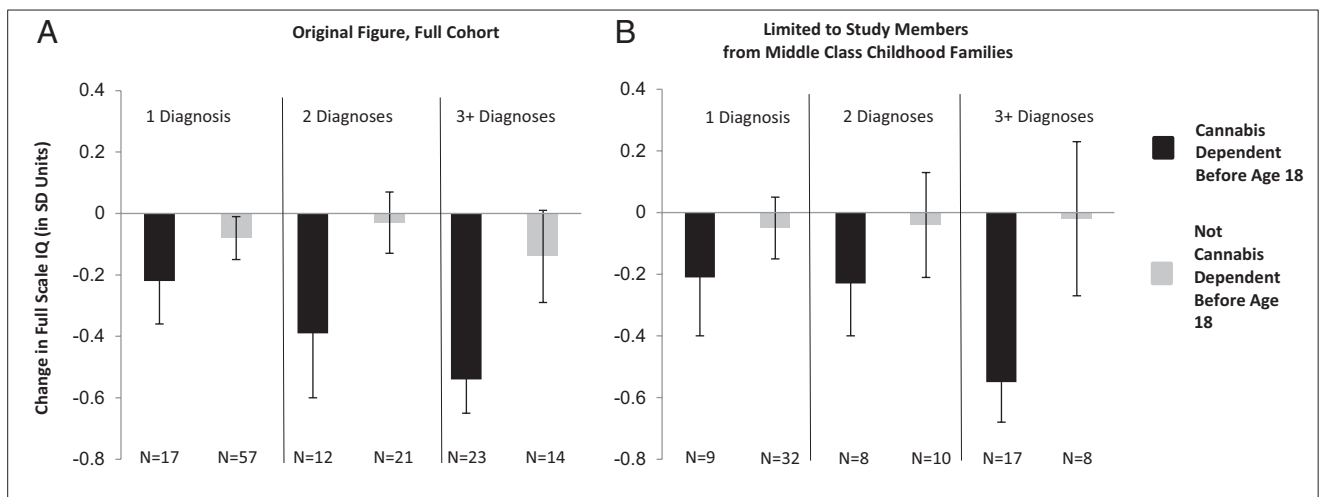 A
Original Figure, Full Cohort
B
Limited to Study Members
from Middle Class Childhood Families
Change in Full Scale IQ (in SD Units)
0.4
0.2
0
-0.2
-0.4
-0.6
-0.8
1 Diagnosis
2 Diagnoses
3+ Diagnoses
N=17
N=57
N=12
N=21
N=23
N=14
0.4
0.2
0
-0.2
-0.4
-0.6
-0.8
1 Diagnosis
2 Diagnoses
3+ Diagnoses
N=9
N=32
N=8
N=10
N=17
N=8
Cannabis
Dependent
Before Age 18
Not
Cannabis
Dependent
Before Age
18